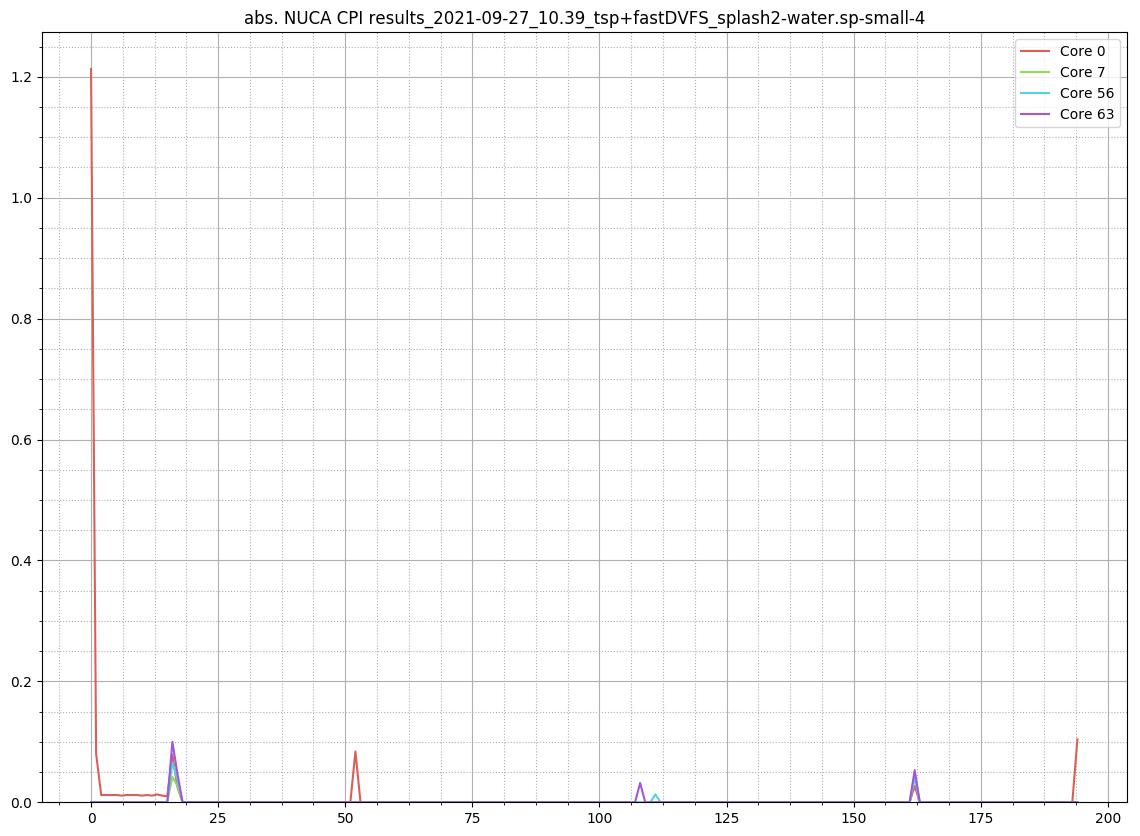 abs. NUCA CPI results_2021-09-27_10.39_tsp+fastDVFS_splash2-water.sp-small-4
Core 0
Core 7
Core 56
Core 63
1.2
1.0
0.8
0.6
0.4
0.2
0.0
0 25 50 75 100 125 150 175 200